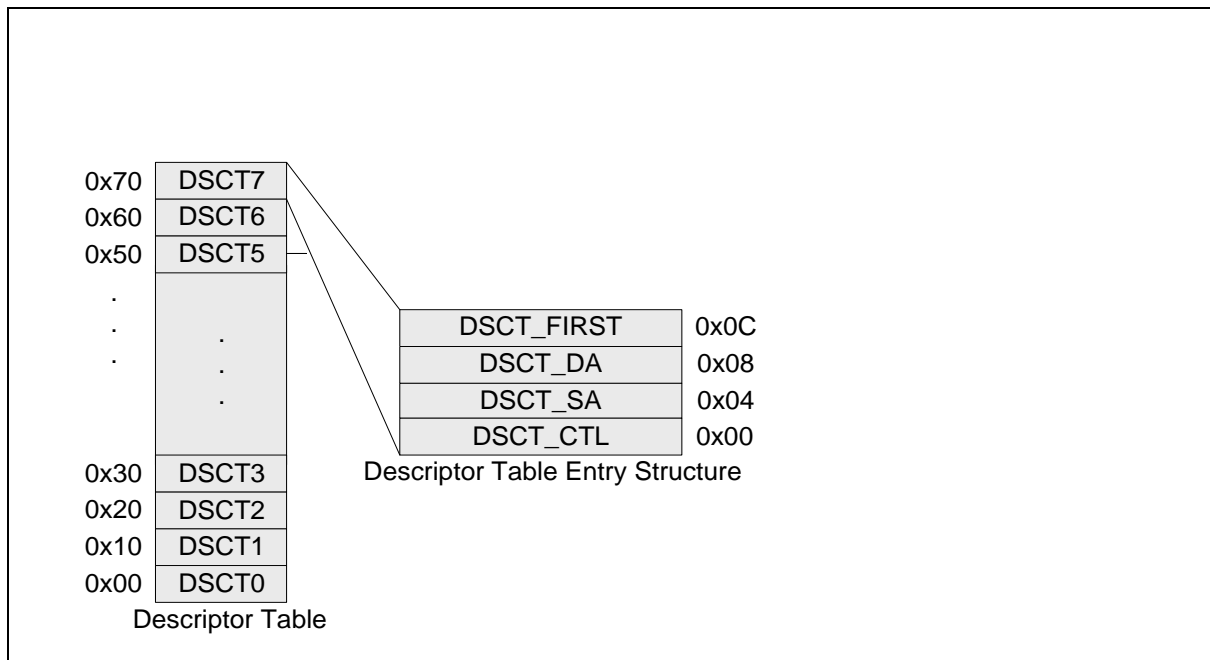 0x70 DSCT7
0x60 DSCT6
0x50 DSCT5
.
.
.
.
.
.
DSCT_FIRST 0x0C
DSCT_DA 0x08
DSCT_SA 0x04
DSCT_CTL 0x00
Descriptor Table Entry Structure
0x30 DSCT3
0x20 DSCT2
0x10 DSCT1
0x00 DSCT0
Descriptor Table